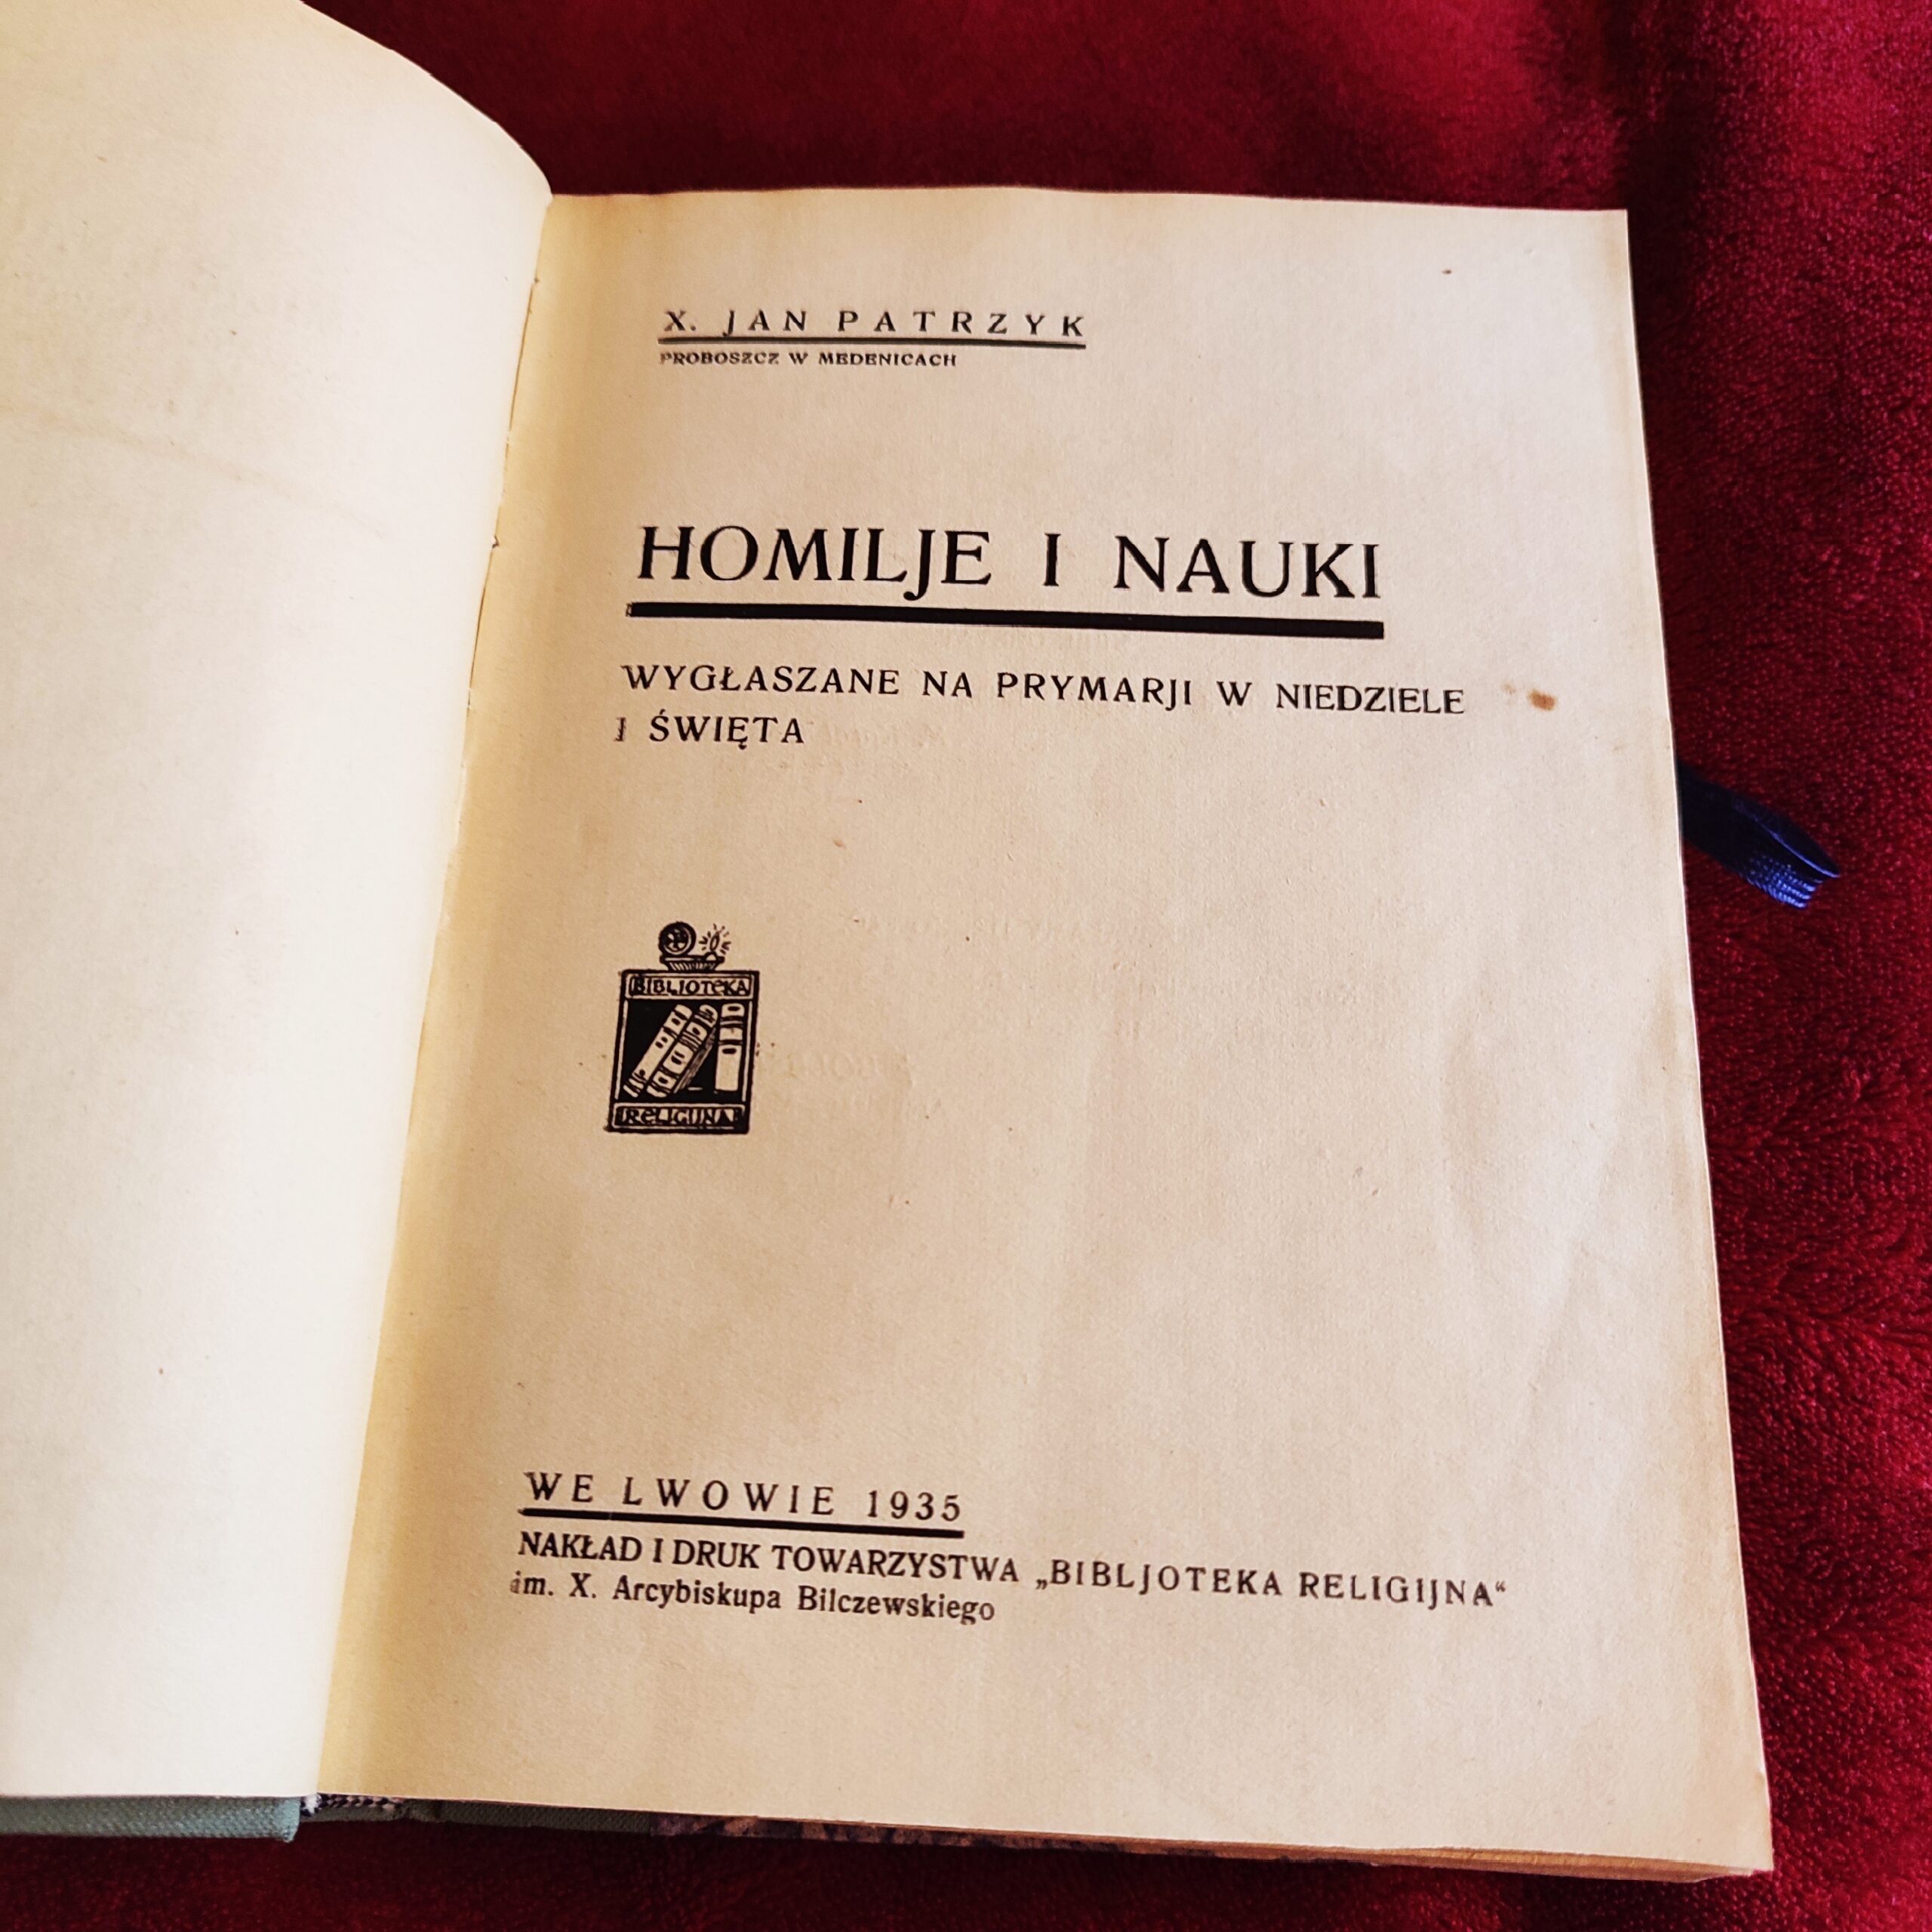 X. JAN PATRZYK
PROBOSZCZ W MEDENICACH
HOMILJE I NAUKI
WYGŁASZANE NA PRYMARJI W NIEDZIELE
I ŚWIĘTA
BIBLIOTEKA
RELIGIJNA
WE LWOWIE 1935
NAKŁAD I DRUK TOWARZYSTWA „BIBLJOTEKA RELIGIJNA“
im. X. Arcybiskupa Bilczewskiego